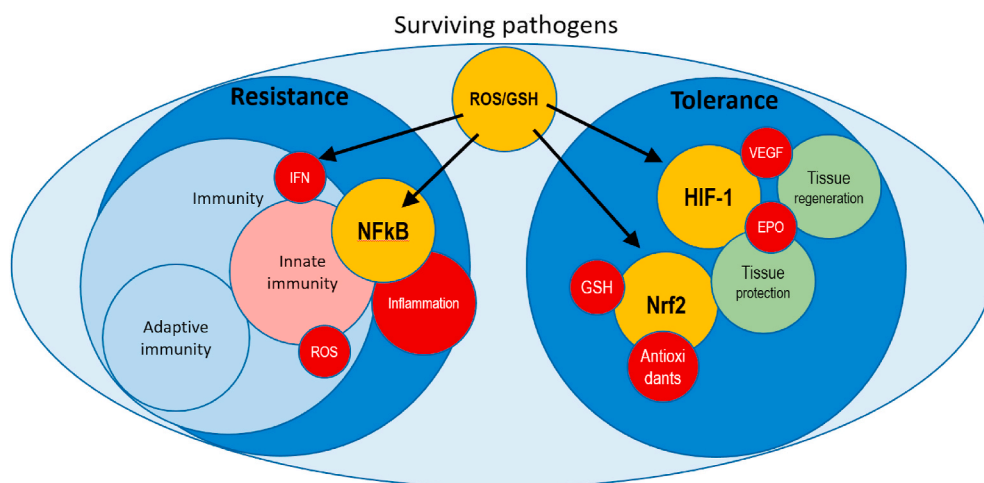 Surviving pathogens
Resistance
ROS/GSH
Tolerance
IFN
Immunity
NFkB
Innate
immunity
Inflammation
Adaptive
immunity
ROS
VEGF
Tissue
regeneration
HIF-1
EPO
Tissue
protection
GSH
Nrf2
Antioxi
dants